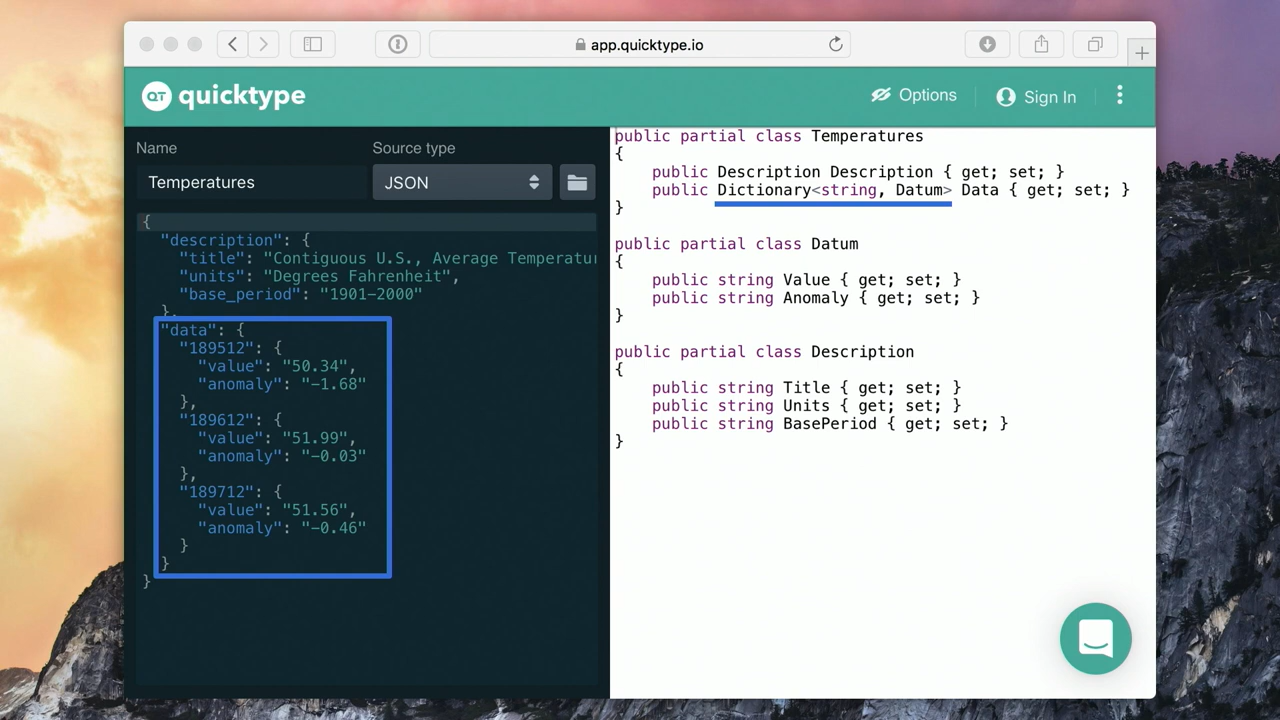 app.quicktype.io
QT quicktype
Options
Sign In
Name
Source type
Temperatures
JSON
{
"description": {
"title": "Contiguous U.S., Average Temperatur
"units": "Degrees Fahrenheit",
"base_period": "1901–2000"
},
"data": {
"189512": {
"value": "50.34",
"anomaly": "-1.68"
},
"189612": {
"value": "51.99",
"anomaly": "-0.03"
},
"189712": {
"value": "51.56",
"anomaly": "-0.46"
}
}
}
public partial class Temperatures
{
public Description Description { get; set; }
public Dictionary<string, Datum> Data { get; set; }
}
public partial class Datum
{
public string Value { get; set; }
public string Anomaly { get; set; }
}
public partial class Description
{
public string Title { get; set; }
public string Units { get; set; }
public string BasePeriod { get; set; }
}